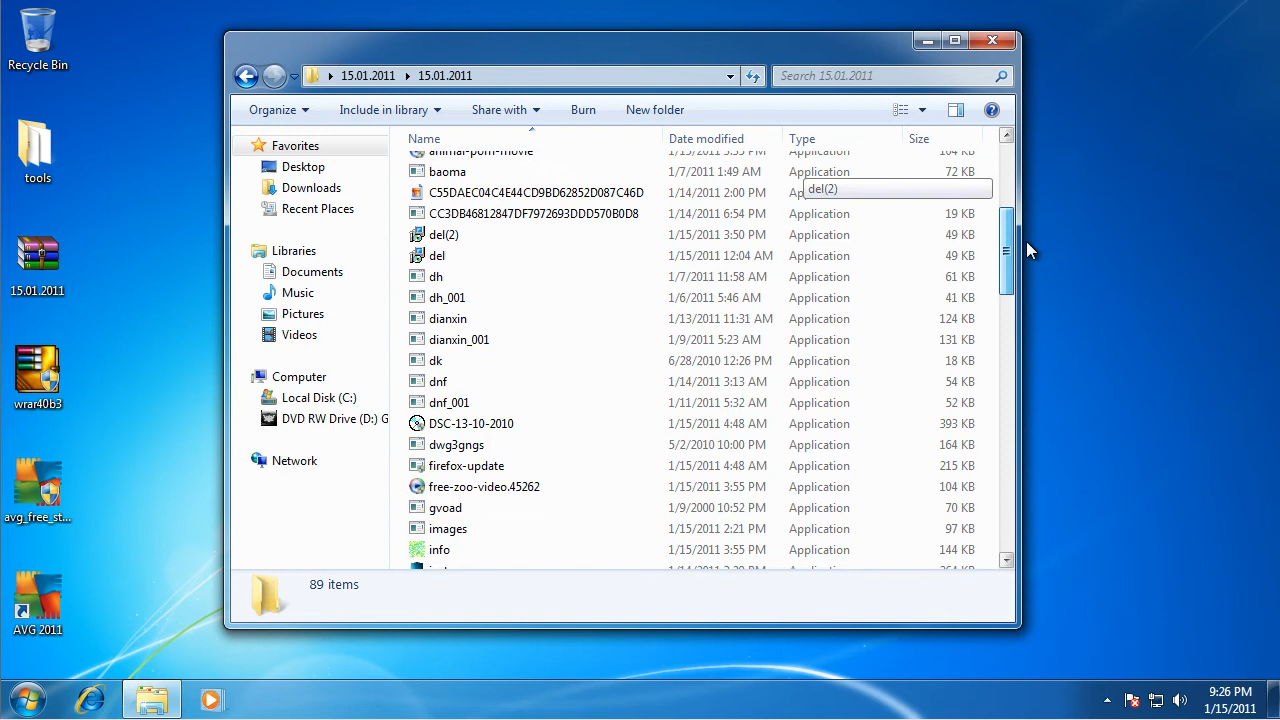 Recycle Bin
tools
15.01.2011
wrar40b3
avg_free_st...
AVG 2011
15.01.2011 15.01.2011
Search 15.01.2011
Organize Include in library Share with Burn New folder
Favorites
Desktop
Downloads
Recent Places
Libraries
Documents
Music
Pictures
Videos
Computer
Local Disk (C:)
DVD RW Drive (D:) G
Network
Name Date modified Type Size
animal-porn-movie 1/15/2011 3:55 PM Application 104 KB
baoma 1/7/2011 1:49 AM Application 72 KB
C55DAEC04C4E44CD9BD62852D087C46D 1/14/2011 2:00 PM Ap
del(2)
CC3DB46812847DF7972693DDD570B0D8 1/14/2011 6:54 PM Application 19 KB
del(2) 1/15/2011 3:50 PM Application 49 KB
del 1/15/2011 12:04 AM Application 49 KB
dh 1/7/2011 11:58 AM Application 61 KB
dh_001 1/6/2011 5:46 AM Application 41 KB
dianxin 1/13/2011 11:31 AM Application 124 KB
dianxin_001 1/9/2011 5:23 AM Application 131 KB
dk 6/28/2010 12:26 PM Application 18 KB
dnf 1/14/2011 3:13 AM Application 54 KB
dnf_001 1/11/2011 5:32 AM Application 52 KB
DSC-13-10-2010 1/15/2011 4:48 AM Application 393 KB
dwg3gngs 5/2/2010 10:00 PM Application 164 KB
firefox-update 1/15/2011 4:48 AM Application 215 KB
free-zoo-video.45262 1/15/2011 3:55 PM Application 104 KB
gvoad 1/9/2000 10:52 PM Application 70 KB
images 1/15/2011 2:21 PM Application 97 KB
info 1/15/2011 3:55 PM Application 144 KB
89 items
9:26 PM
1/15/2011